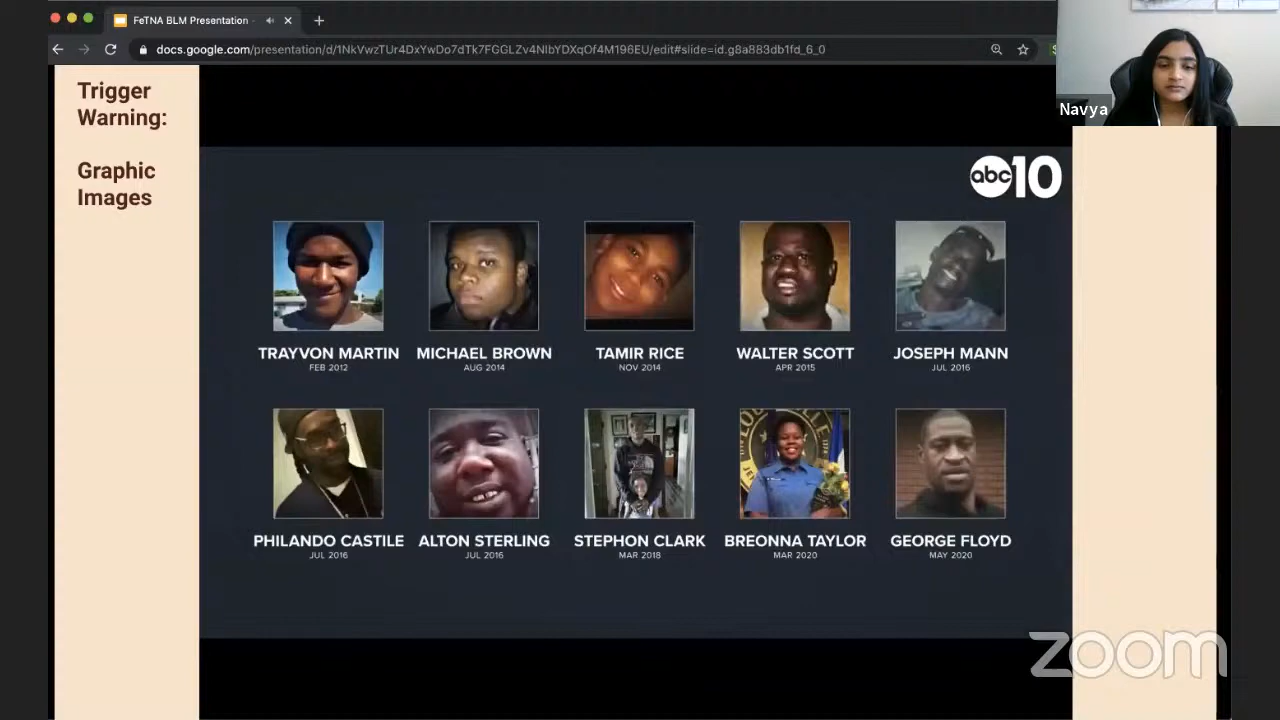 FeTNA BLM Presentation -
docs.google.com/presentation/d/1NkVwzTUr4DxYwDo7dTk7FGGLZv4NIbYDXqOf4M196EU/edit#slide=id.g8a883db1fd_6_0
Navya
Trigger
Warning:
Graphic
Images
abc10
TRAYVON MARTIN
FEB 2012
MICHAEL BROWN
AUG 2014
TAMIR RICE
NOV 2014
WALTER SCOTT
APR 2015
JOSEPH MANN
JUL 2016
PHILANDO CASTILE
JUL 2016
ALTON STERLING
JUL 2016
STEPHON CLARK
MAR 2018
BREONNA TAYLOR
MAR 2020
GEORGE FLOYD
MAY 2020
zoom